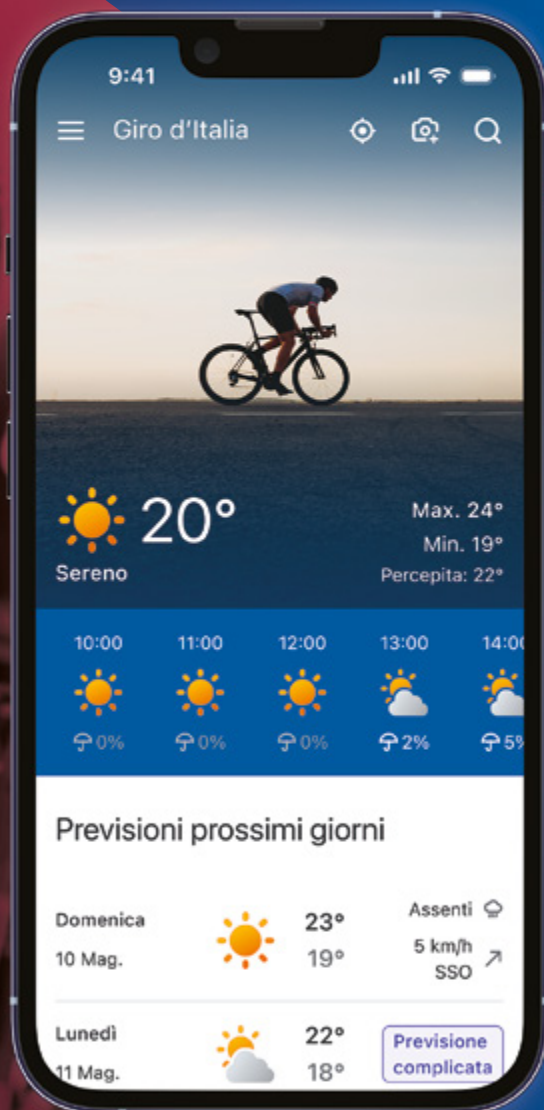 9:41
Giro d'Italia
20°
Sereno
Max. 24°
Min. 19°
Percepita: 22°
10:00 11:00 12:00 13:00 14:00
0% 0% 0% 2% 5%
Previsioni prossimi giorni
Domenica
10 Mag.
23°
19°
Assenti
5 km/h
SSO
Lunedì
11 Mag.
22°
18°
Previsione
complicata